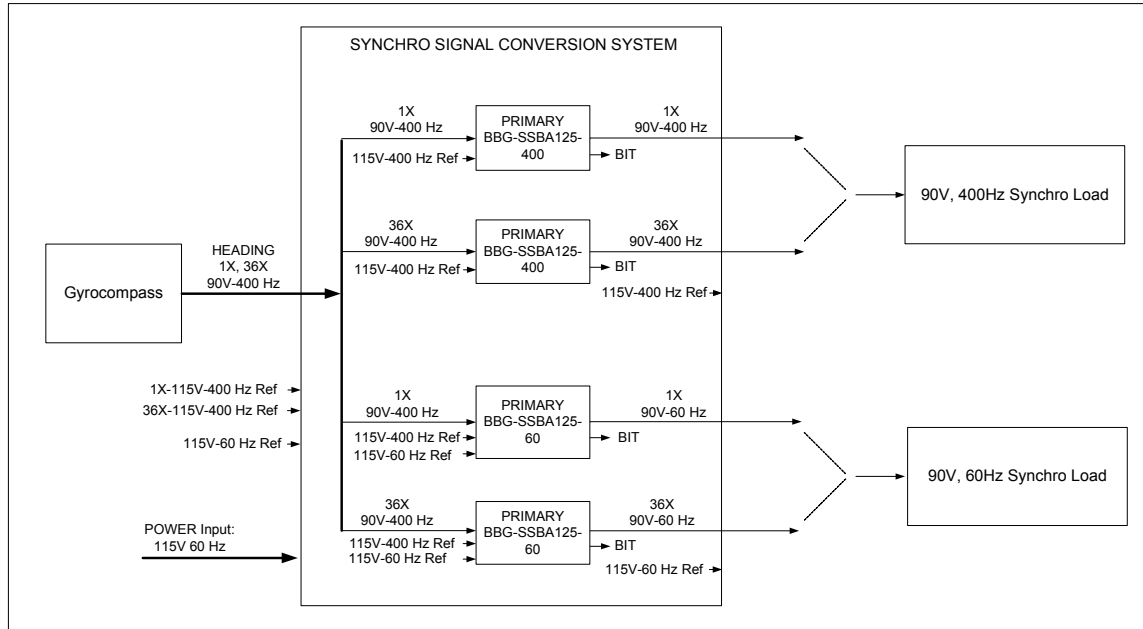 SYNCHRO SIGNAL CONVERSION SYSTEM
1X
90V-400 Hz
115V-400 Hz Ref
PRIMARY
BBG-SSBA125-
400
BIT
1X
90V-400 Hz
36X
90V-400 Hz
115V-400 Hz Ref
PRIMARY
BBG-SSBA125-
400
BIT
36X
90V-400 Hz
115V-400 Hz Ref
90V, 400Hz Synchro Load
Gyrocompass
HEADING
1X, 36X
90V-400 Hz
1X-115V-400 Hz Ref
36X-115V-400 Hz Ref
115V-60 Hz Ref
POWER Input:
115V 60 Hz
1X
90V-400 Hz
115V-400 Hz Ref
115V-60 Hz Ref
PRIMARY
BBG-SSBA125-
60
BIT
1X
90V-60 Hz
36X
90V-400 Hz
115V-400 Hz Ref
115V-60 Hz Ref
PRIMARY
BBG-SSBA125-
60
BIT
36X
90V-60 Hz
115V-60 Hz Ref
90V, 60Hz Synchro Load